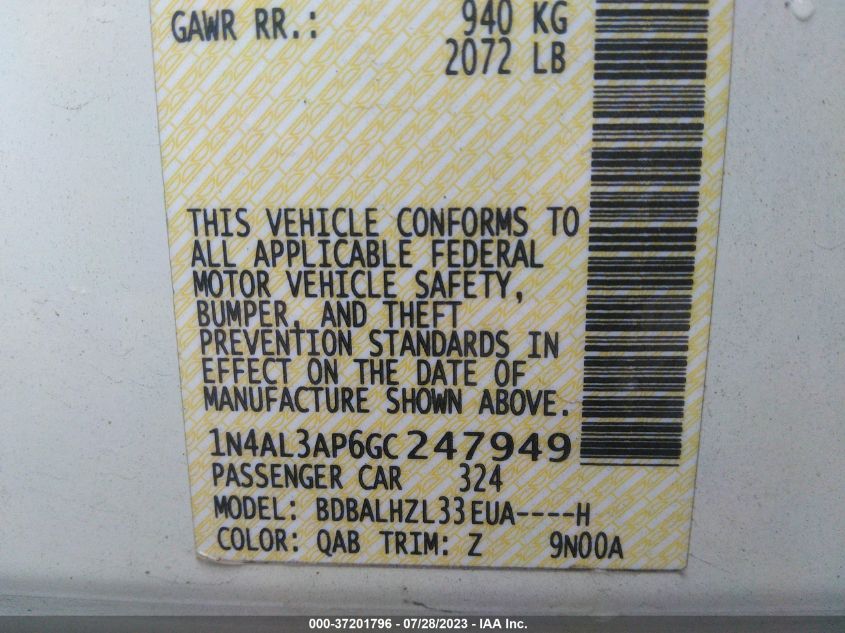 GAWR RR.: 940 KG
2072 LB
THIS VEHICLE CONFORMS TO
ALL APPLICABLE FEDERAL
MOTOR VEHICLE SAFETY,
BUMPER, AND THEFT
PREVENTION STANDARDS IN
EFFECT ON THE DATE OF
MANUFACTURE SHOWN ABOVE.
1N4AL3AP6GC247949
PASSENGER CAR 324
MODEL: BDBALHZL33EUA----H
COLOR: QAB TRIM: Z 9N00A
000-37201796 - 07/28/2023 - IAA Inc.